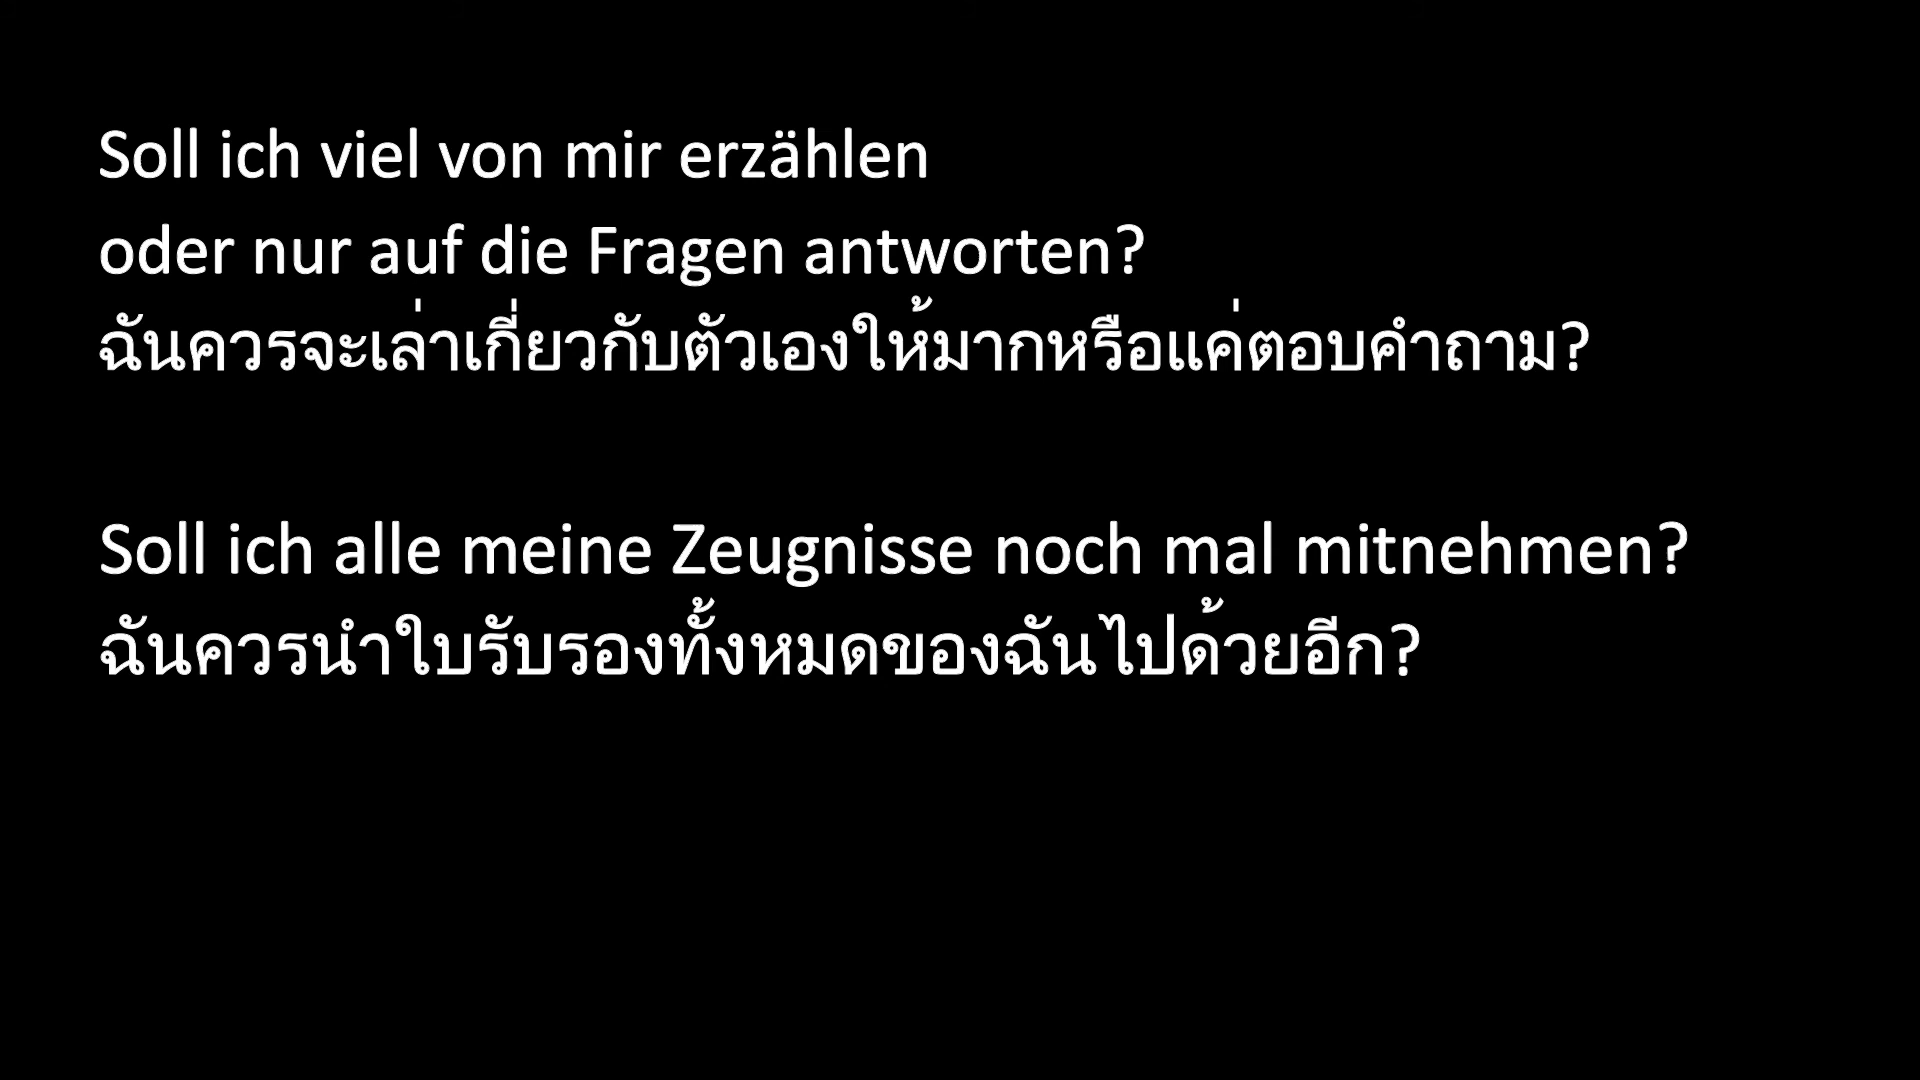 Soll ich viel von mir erzählen
oder nur auf die Fragen antworten?
ฉันควรจะเล่าเกี่ยวกับตัวเองให้มากหรือแค่ตอบคำถาม?
Soll ich alle meine Zeugnisse noch mal mitnehmen?
ฉันควรนำใบรับรองทั้งหมดของฉันไปด้วยอีก?